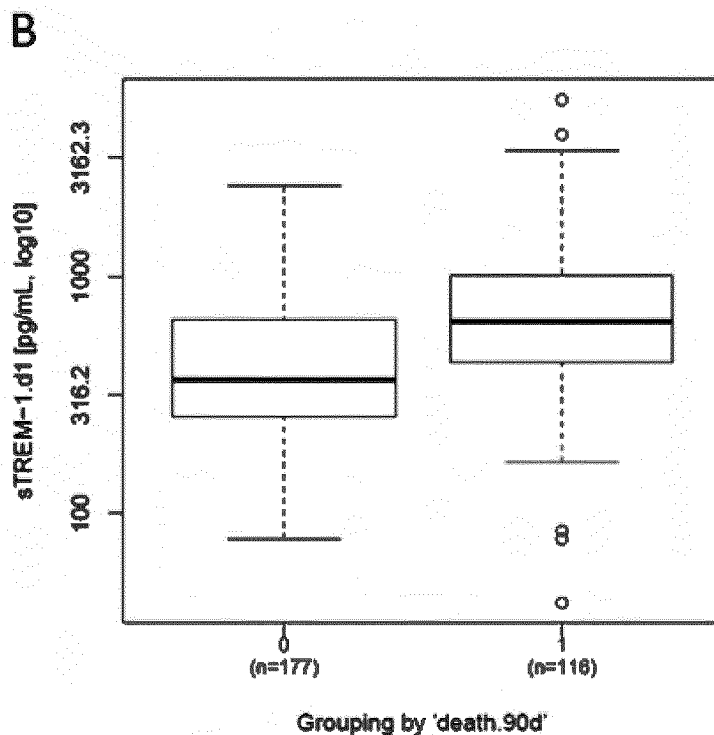 B
sTREM-1.d1 [pg/mL, log10]
3162.3
1000
316.2
100
0
(n=177)
1
(n=116)
Grouping by 'death.90d'